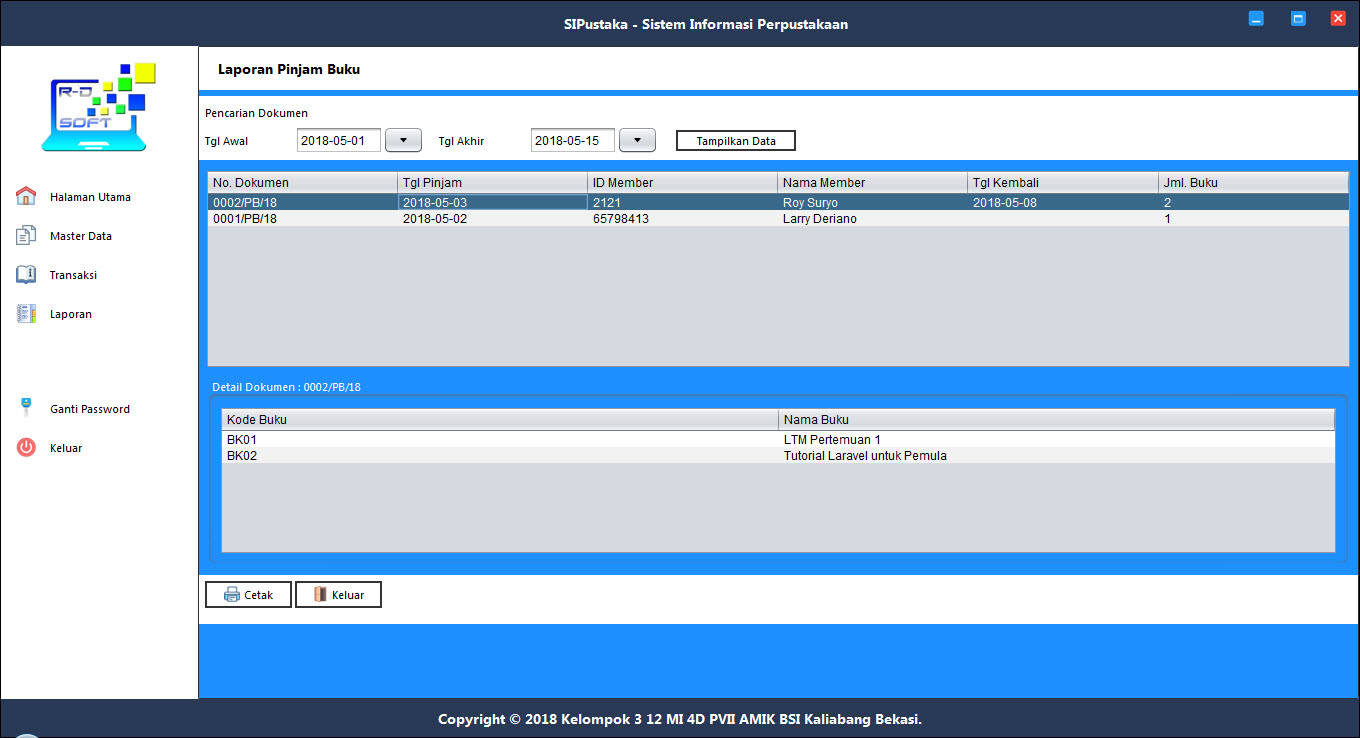 SIPustaka - Sistem Informasi Perpustakaan
R-D
SOFT
Halaman Utama
Master Data
Transaksi
Laporan
Ganti Password
Keluar
Laporan Pinjam Buku
Pencarian Dokumen
Tgl Awal 2018-05-01 Tgl Akhir 2018-05-15 Tampilkan Data
No. Dokumen Tgl Pinjam ID Member Nama Member Tgl Kembali Jml. Buku
0002/PB/18 2018-05-03 2121 Roy Suryo 2018-05-08 2
0001/PB/18 2018-05-02 65798413 Larry Deriano 1
Detail Dokumen : 0002/PB/18
Kode Buku Nama Buku
BK01 LTM Pertemuan 1
BK02 Tutorial Laravel untuk Pemula
Cetak Keluar
Copyright © 2018 Kelompok 3 12 MI 4D PVII AMIK BSI Kaliabang Bekasi.